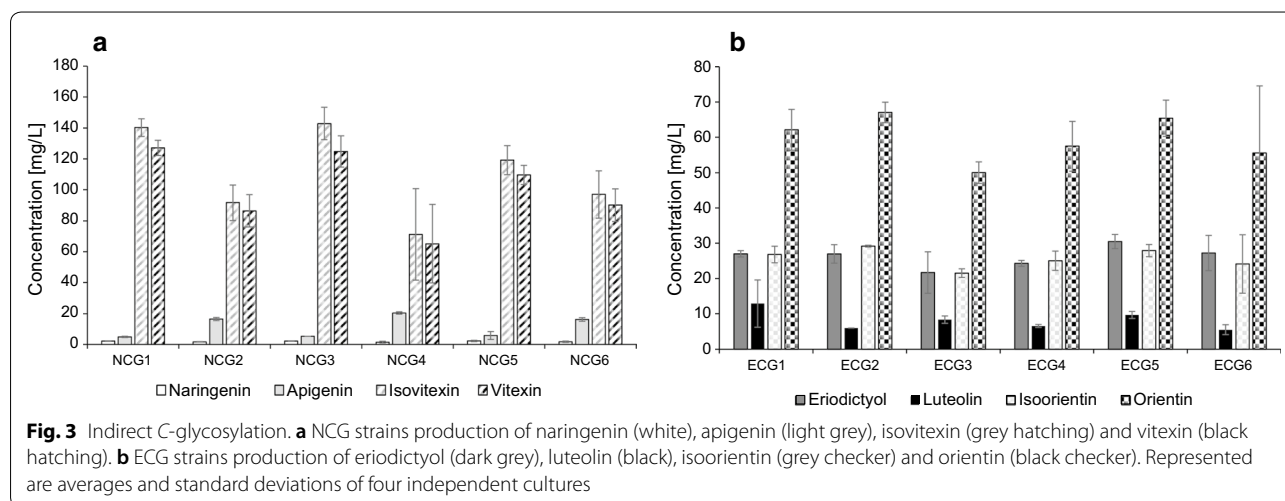 a
Concentration [mg/L]
180
160
140
120
100
80
60
40
20
0
NCG1 NCG2 NCG3 NCG4 NCG5 NCG6
Naringenin Apigenin Isovitexin Vitexin
b
Concentration [mg/L]
80
70
60
50
40
30
20
10
0
ECG1 ECG2 ECG3 ECG4 ECG5 ECG6
Eriodictyol Luteolin Isoorientin Orientin
Fig. 3 Indirect C-glycosylation. a NCG strains production of naringenin (white), apigenin (light grey), isovitexin (grey hatching) and vitexin (black
hatching). b ECG strains production of eriodictyol (dark grey), luteolin (black), isoorientin (grey checker) and orientin (black checker). Represented
are averages and standard deviations of four independent cultures